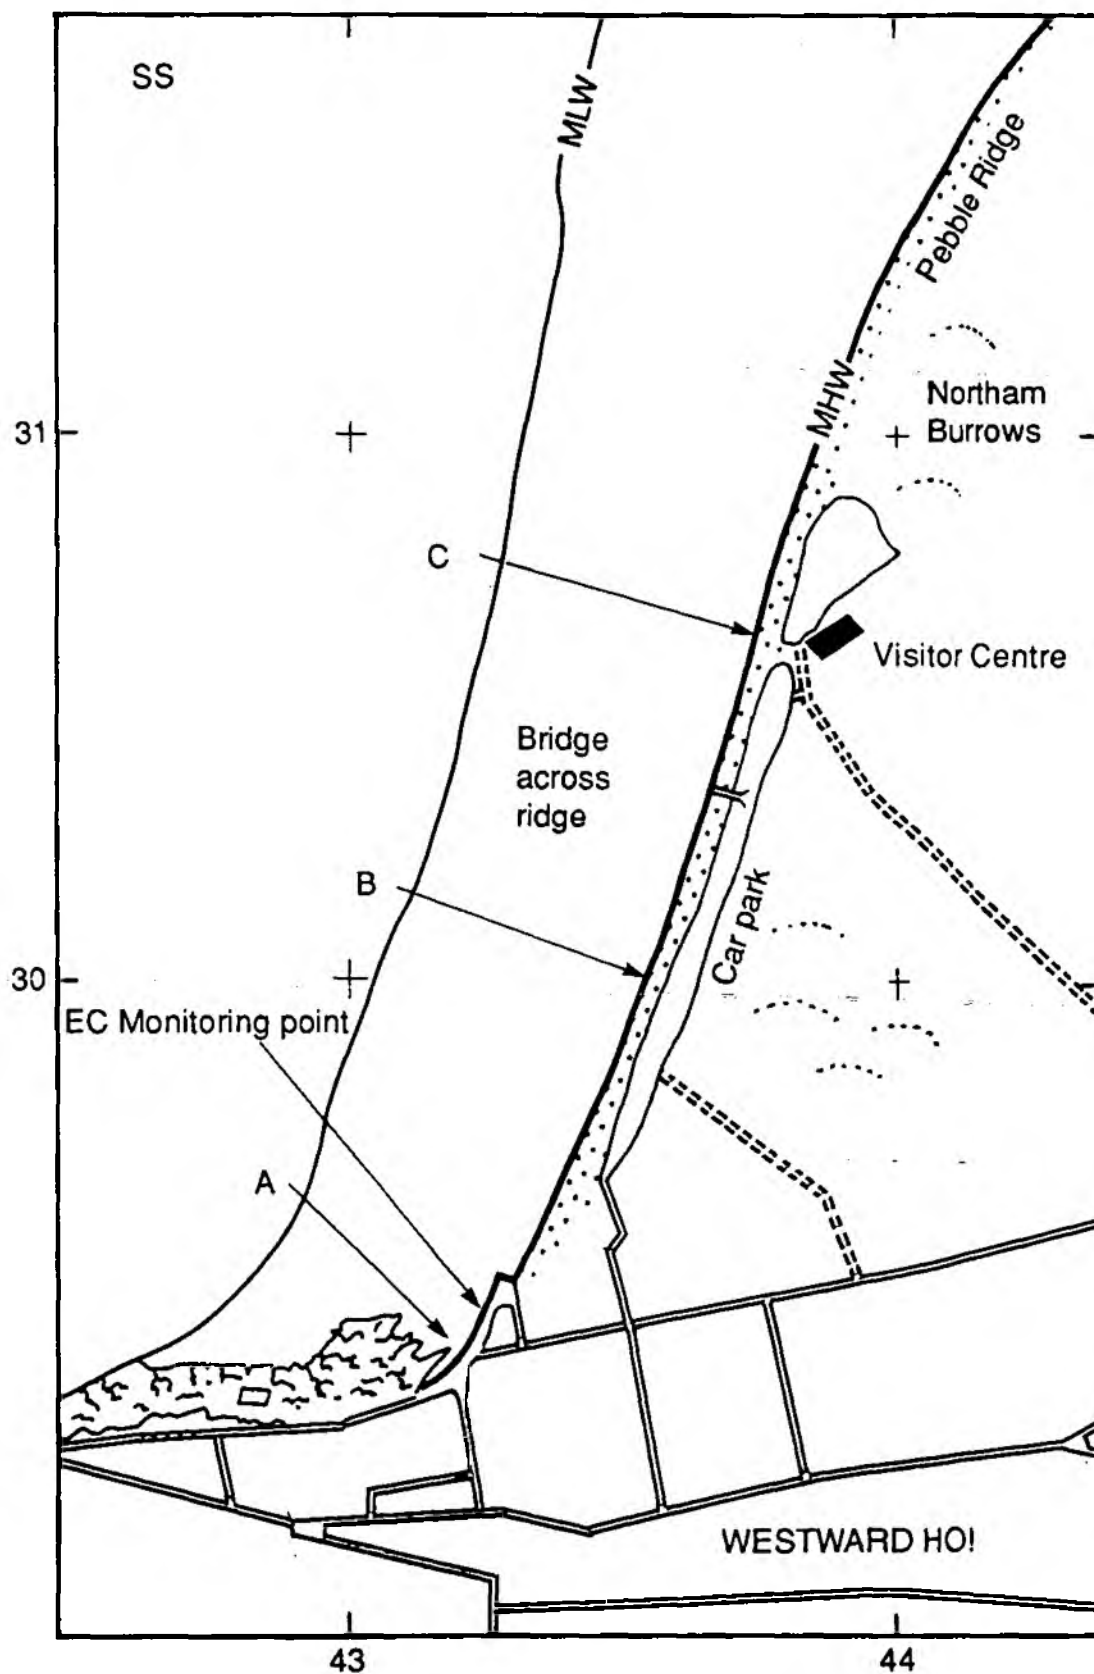 SS
MLW
Pebble Ridge
MHW
Northam
Burrows
31
C
Visitor Centre
Bridge
across
ridge
B
Car park
30
EC Monitoring point
A
WESTWARD HO!
43
44